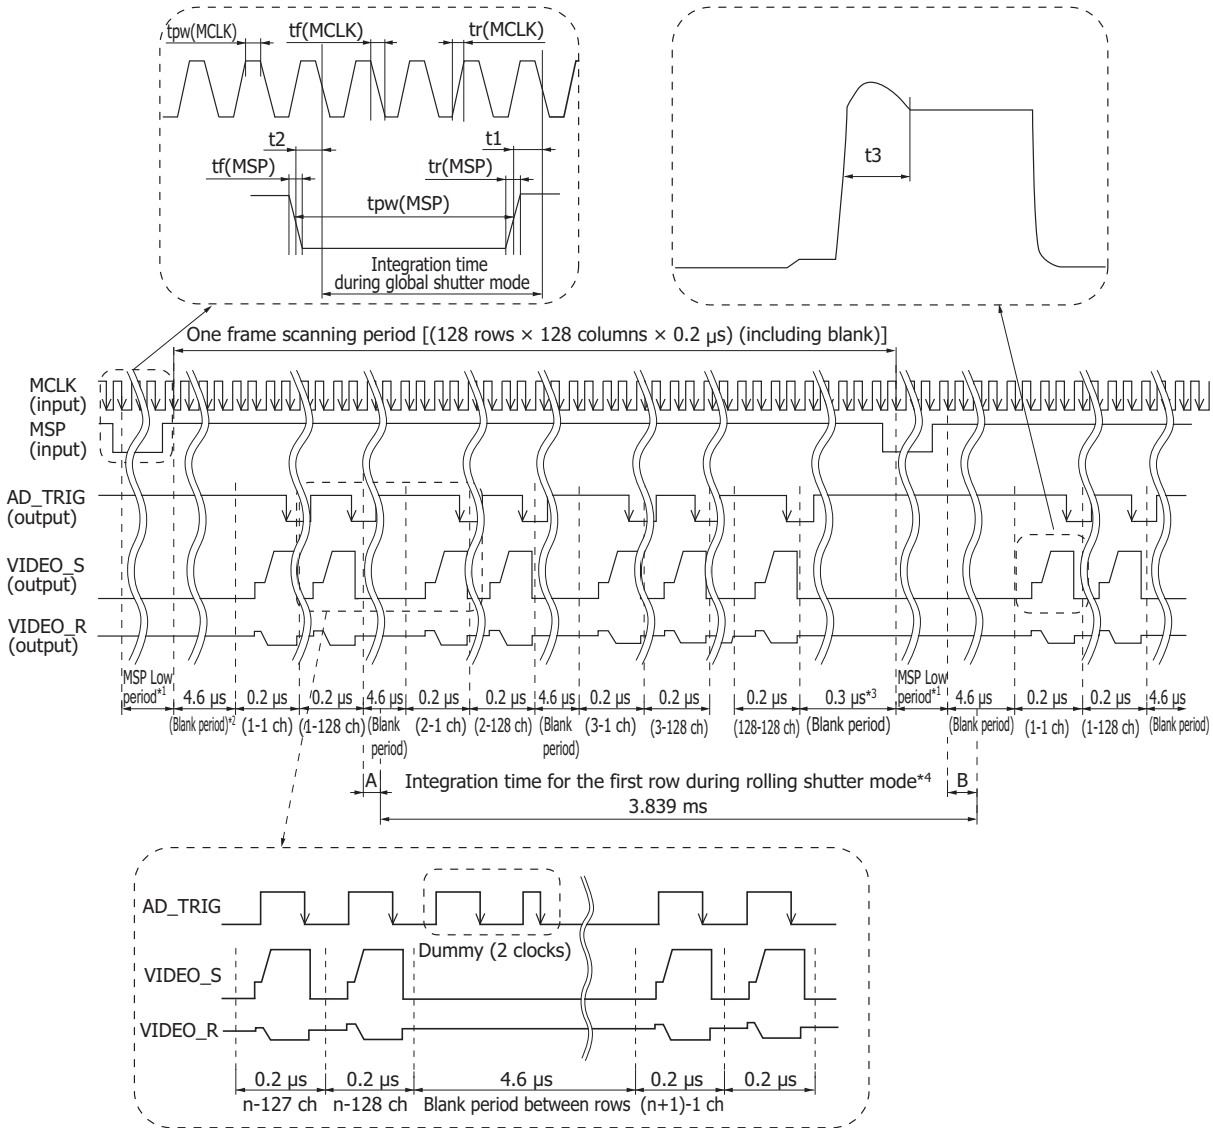 tpw(MCLK) tf(MCLK) tr(MCLK)
t2 t1
tf(MSP) tr(MSP)
tpw(MSP)
Integration time
during global shutter mode
t3
One frame scanning period [(128 rows × 128 columns × 0.2 µs) (including blank)]
MCLK
(input)
MSP
(input)
AD_TRIG
(output)
VIDEO_S
(output)
VIDEO_R
(output)
MSP Low
period*1
4.6 µs
(Blank period)*2
0.2 µs
(1-1 ch)
0.2 µs
(1-128 ch)
4.6 µs
(Blank
period)
0.2 µs
(2-1 ch)
0.2 µs
(2-128 ch)
4.6 µs
(Blank
period)
0.2 µs
(3-1 ch)
0.2 µs
(3-128 ch)
0.2 µs
(128-128 ch)
0.3 µs*3
(Blank period)
MSP Low
period*1
4.6 µs
(Blank period)
0.2 µs
(1-1 ch)
0.2 µs
(1-128 ch)
4.6 µs
(Blank period)
A Integration time for the first row during rolling shutter mode*4 B
3.839 ms
AD_TRIG
Dummy (2 clocks)
VIDEO_S
VIDEO_R
0.2 µs 0.2 µs 4.6 µs 0.2 µs 0.2 µs
n-127 ch n-128 ch Blank period between rows (n+1)-1 ch